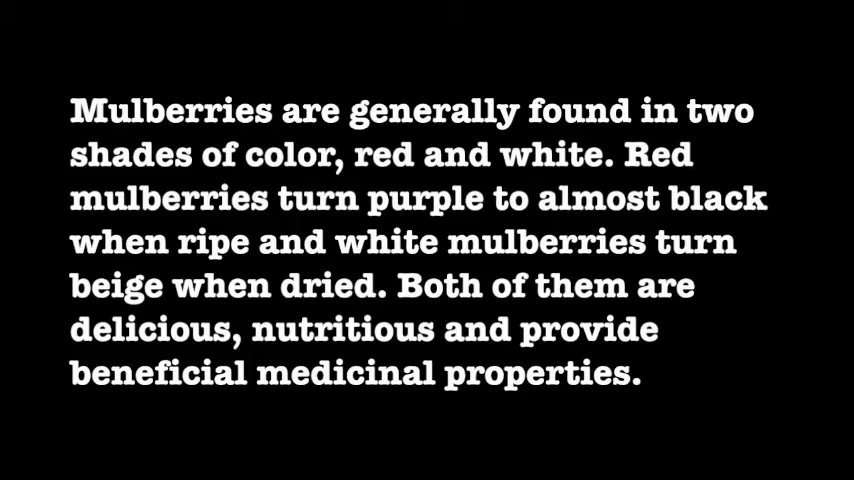 Mulberries are generally found in two
shades of color, red and white. Red
mulberries turn purple to almost black
when ripe and white mulberries turn
beige when dried. Both of them are
delicious, nutritious and provide
beneficial medicinal properties.